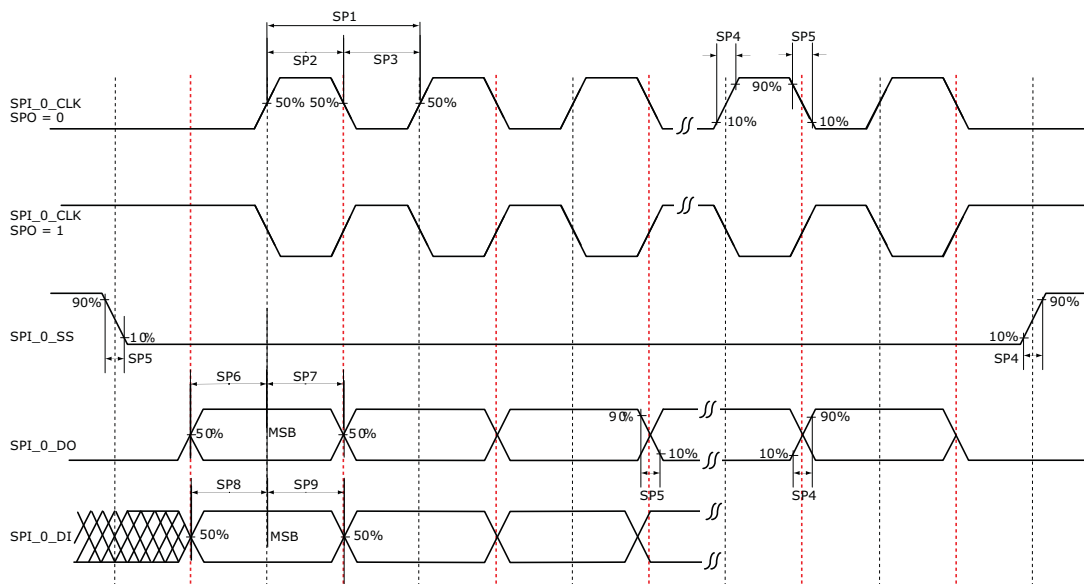 SP1
SP2 SP3
SP4 SP5
SPI_0_CLK
SPO = 0
50% 50% 50%
90%
10% 10%
SPI_0_CLK
SPO = 1
90% 90%
SPI_0_SS
10% 10%
SP5 SP4
SP6 SP7
SPI_0_DO
50% MSB 50%
90% 90%
10% 10%
SP5 SP4
SP8 SP9
SPI_0_DI
50% MSB 50%